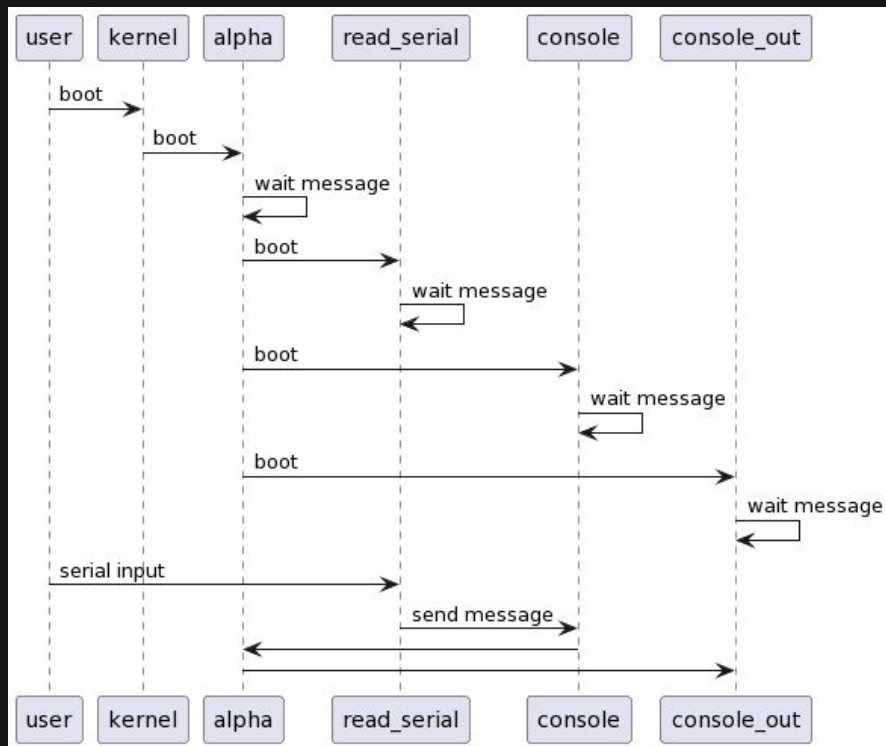 user kernel alpha read_serial console console_out
boot
boot
wait message
boot
wait message
boot
wait message
boot
wait message
serial input
send message
user kernel alpha read_serial console console_out